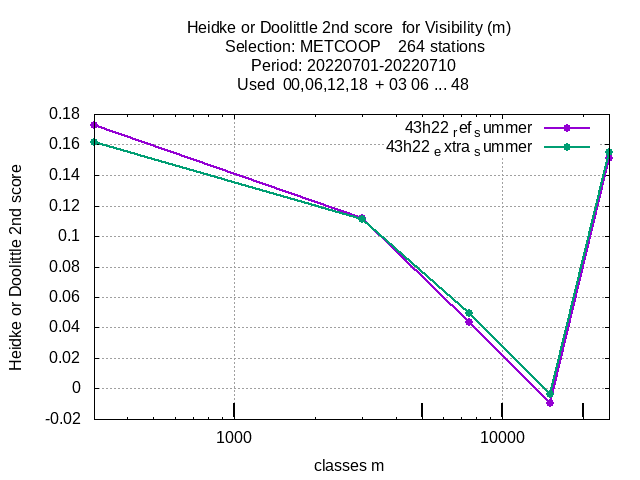 Heidke or Doolittle 2nd score  for Visibility (m)
Selection: METCOOP    264 stations
Period: 20220701-20220710
Used  00,06,12,18  + 03 06 ... 48
43h22 ref summer
43h22 extra summer
Heidke or Doolittle 2nd score
0.18
0.16
0.14
0.12
0.1
0.08
0.06
0.04
0.02
0
-0.02
1000 10000
classes m